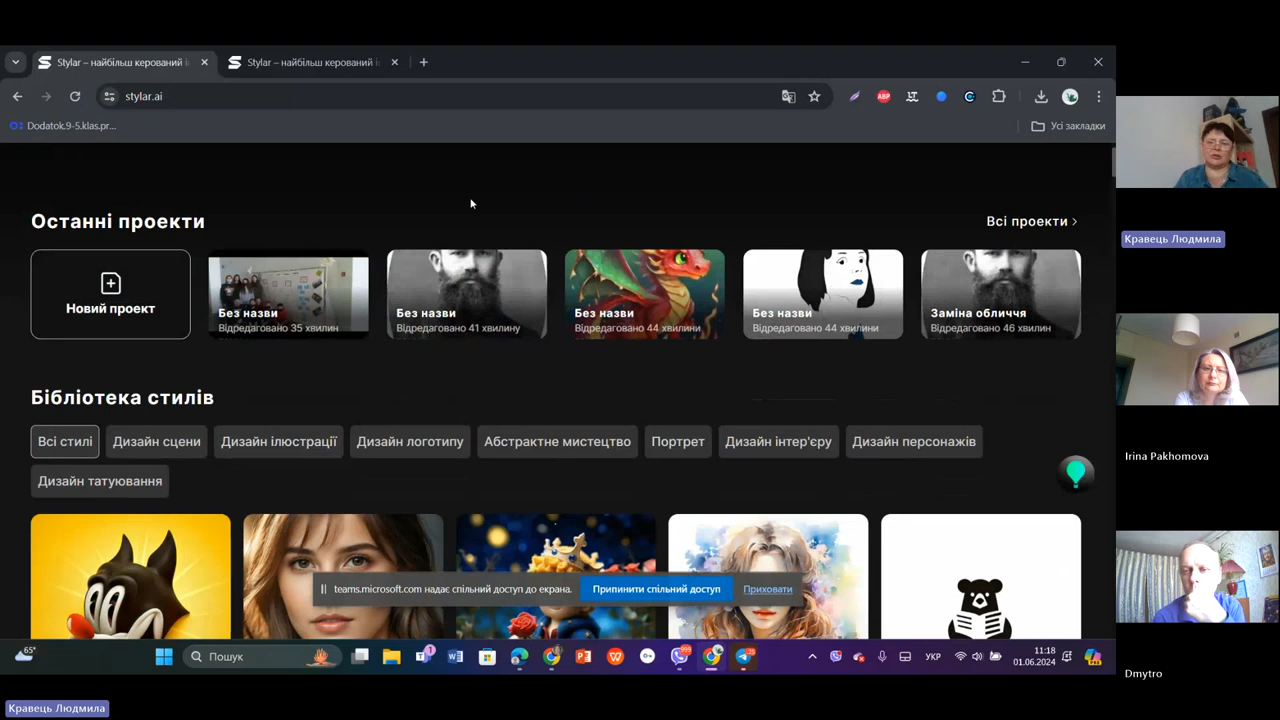 Stylar – найбільш керований і
Stylar – найбільш керований і
stylar.ai
ABP
Dodatok.9-5.klas.pr...
Усі закладки
Останні проекти
Всі проекти >
Новий проект
Без назви
Відредаговано 35 хвилин
Без назви
Відредаговано 41 хвилину
Без назви
Відредаговано 44 хвилини
Без назви
Відредаговано 44 хвилини
Заміна обличчя
Відредаговано 46 хвилин
Бібліотека стилів
Всі стилі
Дизайн сцени
Дизайн ілюстрації
Дизайн логотипу
Абстрактне мистецтво
Портрет
Дизайн інтер'єру
Дизайн персонажів
Дизайн татуювання
teams.microsoft.com надає спільний доступ до екрана.
Припинити спільний доступ
Приховати
65°
Пошук
УКР
11:18
01.06.2024
Кравець Людмила
Irina Pakhomova
Dmytro
Кравець Людмила